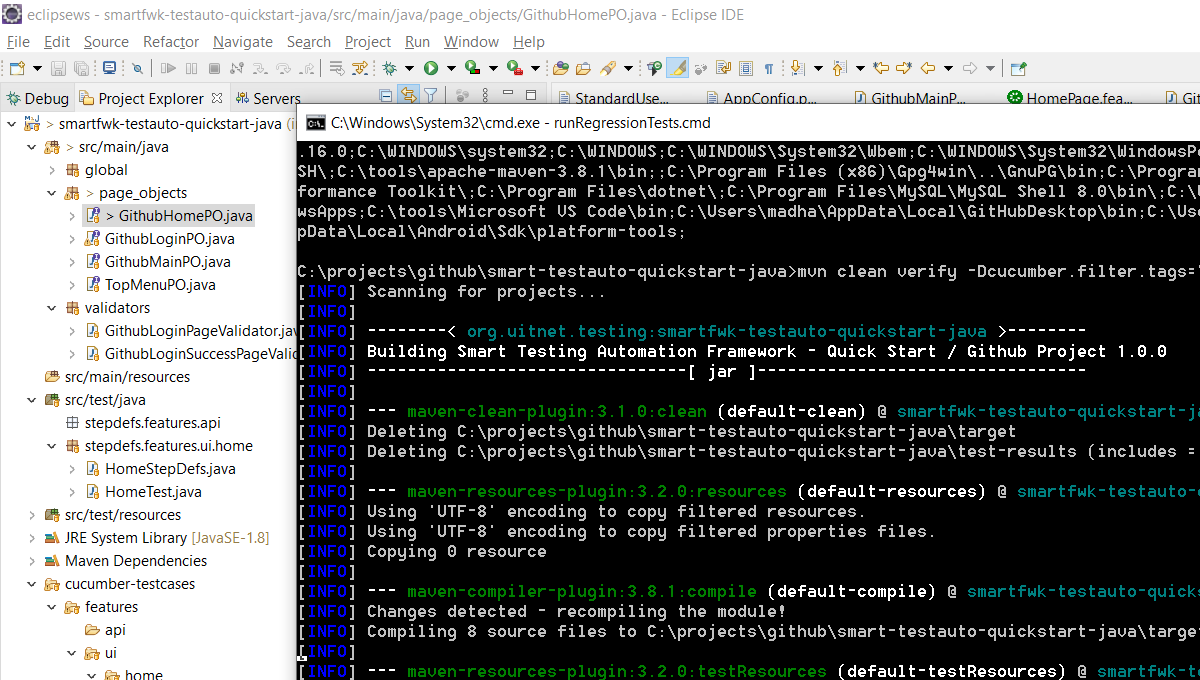 eclipsews - smartfwk-testauto-quickstart-java/src/main/java/page_objects/GithubHomePO.java - Eclipse IDE
File Edit Source Refactor Navigate Search Project Run Window Help
Debug Project Explorer Servers StandardUse... AppConfig.p... GithubMainP... HomePage.fea... Git
> smartfwk-testauto-quickstart-java
> src/main/java
global
> page_objects
> GithubHomePO.java
GithubLoginPO.java
GithubMainPO.java
TopMenuPO.java
validators
GithubLoginPageValidator.jav
GithubLoginSuccessPageValid
src/main/resources
src/test/java
stepdefs.features.api
stepdefs.features.ui.home
HomeStepDefs.java
HomeTest.java
src/test/resources
JRE System Library [JavaSE-1.8]
Maven Dependencies
cucumber-testcases
features
api
ui
home
C:\Windows\System32\cmd.exe - runRegressionTests.cmd
.16.0;C:\WINDOWS\system32;C:\WINDOWS;C:\WINDOWS\System32\Wbem;C:\WINDOWS\System32\WindowsPo
SH\;C:\tools\apache-maven-3.8.1\bin;;C:\Program Files (x86)\Gpg4win\..\GnuPG\bin;C:\Program
formance Toolkit\;C:\Program Files\dotnet\;C:\Program Files\MySQL\MySQL Shell 8.0\bin\;C:\U
wsApps;C:\tools\Microsoft VS Code\bin;C:\Users\madha\AppData\Local\GitHubDesktop\bin;C:\Use
pData\Local\Android\Sdk\platform-tools;
C:\projects\github\smart-testauto-quickstart-java>mvn clean verify -Dcucumber.filter.tags="
[INFO] Scanning for projects...
[INFO]
[INFO] --------< org.uitnet.testing:smartfwk-testauto-quickstart-java >--------
[INFO] Building Smart Testing Automation Framework - Quick Start / Github Project 1.0.0
[INFO] --------------------------------[ jar ]---------------------------------
[INFO]
[INFO] --- maven-clean-plugin:3.1.0:clean (default-clean) @ smartfwk-testauto-quickstart-ja
[INFO] Deleting C:\projects\github\smart-testauto-quickstart-java\target
[INFO] Deleting C:\projects\github\smart-testauto-quickstart-java\test-results (includes =
[INFO]
[INFO] --- maven-resources-plugin:3.2.0:resources (default-resources) @ smartfwk-testauto-q
[INFO] Using 'UTF-8' encoding to copy filtered resources.
[INFO] Using 'UTF-8' encoding to copy filtered properties files.
[INFO] Copying 0 resource
[INFO]
[INFO] --- maven-compiler-plugin:3.8.1:compile (default-compile) @ smartfwk-testauto-quicks
[INFO] Changes detected - recompiling the module!
[INFO] Compiling 8 source files to C:\projects\github\smart-testauto-quickstart-java\target
[INFO]
[INFO] --- maven-resources-plugin:3.2.0:testResources (default-testResources) @ smartfwk-te